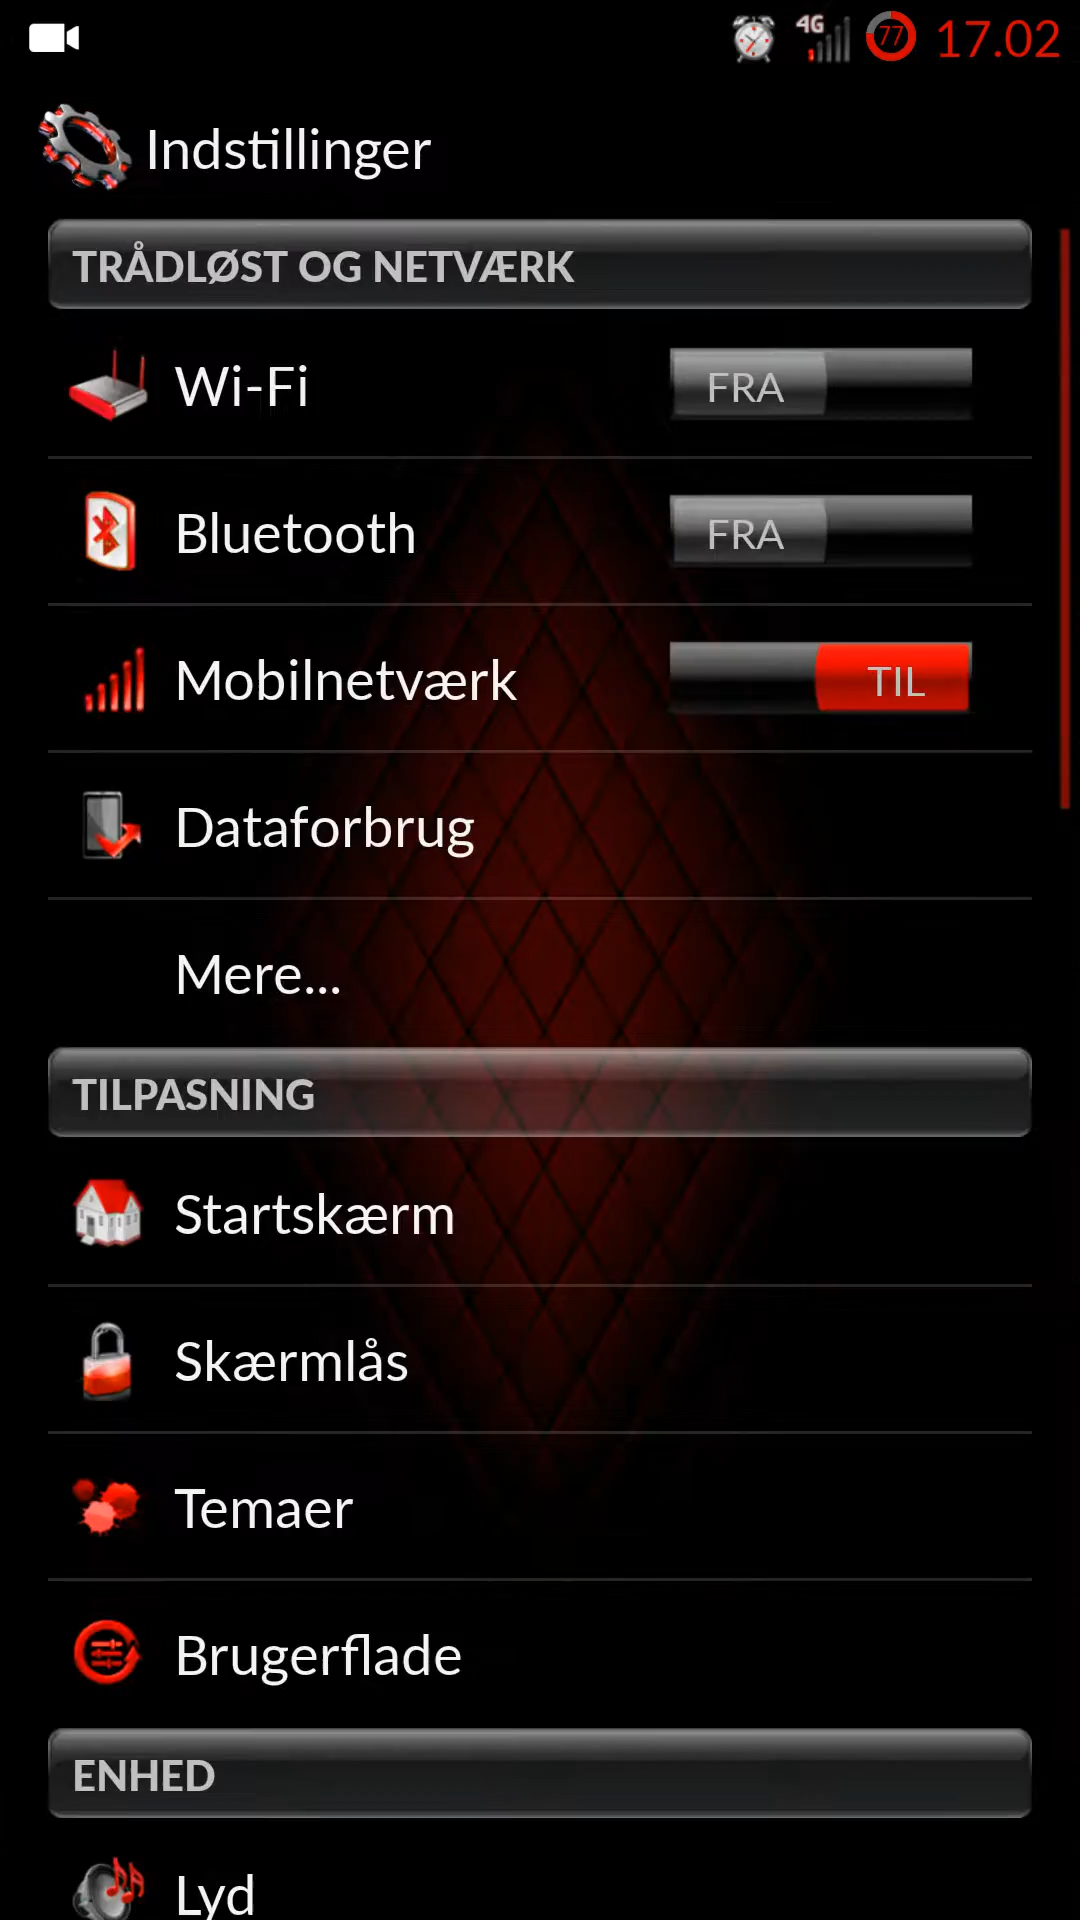 4G 77 17.02
Indstillinger
TRÅDLØST OG NETVÆRK
Wi-Fi FRA
Bluetooth FRA
Mobilnetværk TIL
Dataforbrug
Mere...
TILPASNING
Startskærm
Skærmlås
Temaer
Brugerflade
ENHED
Lyd